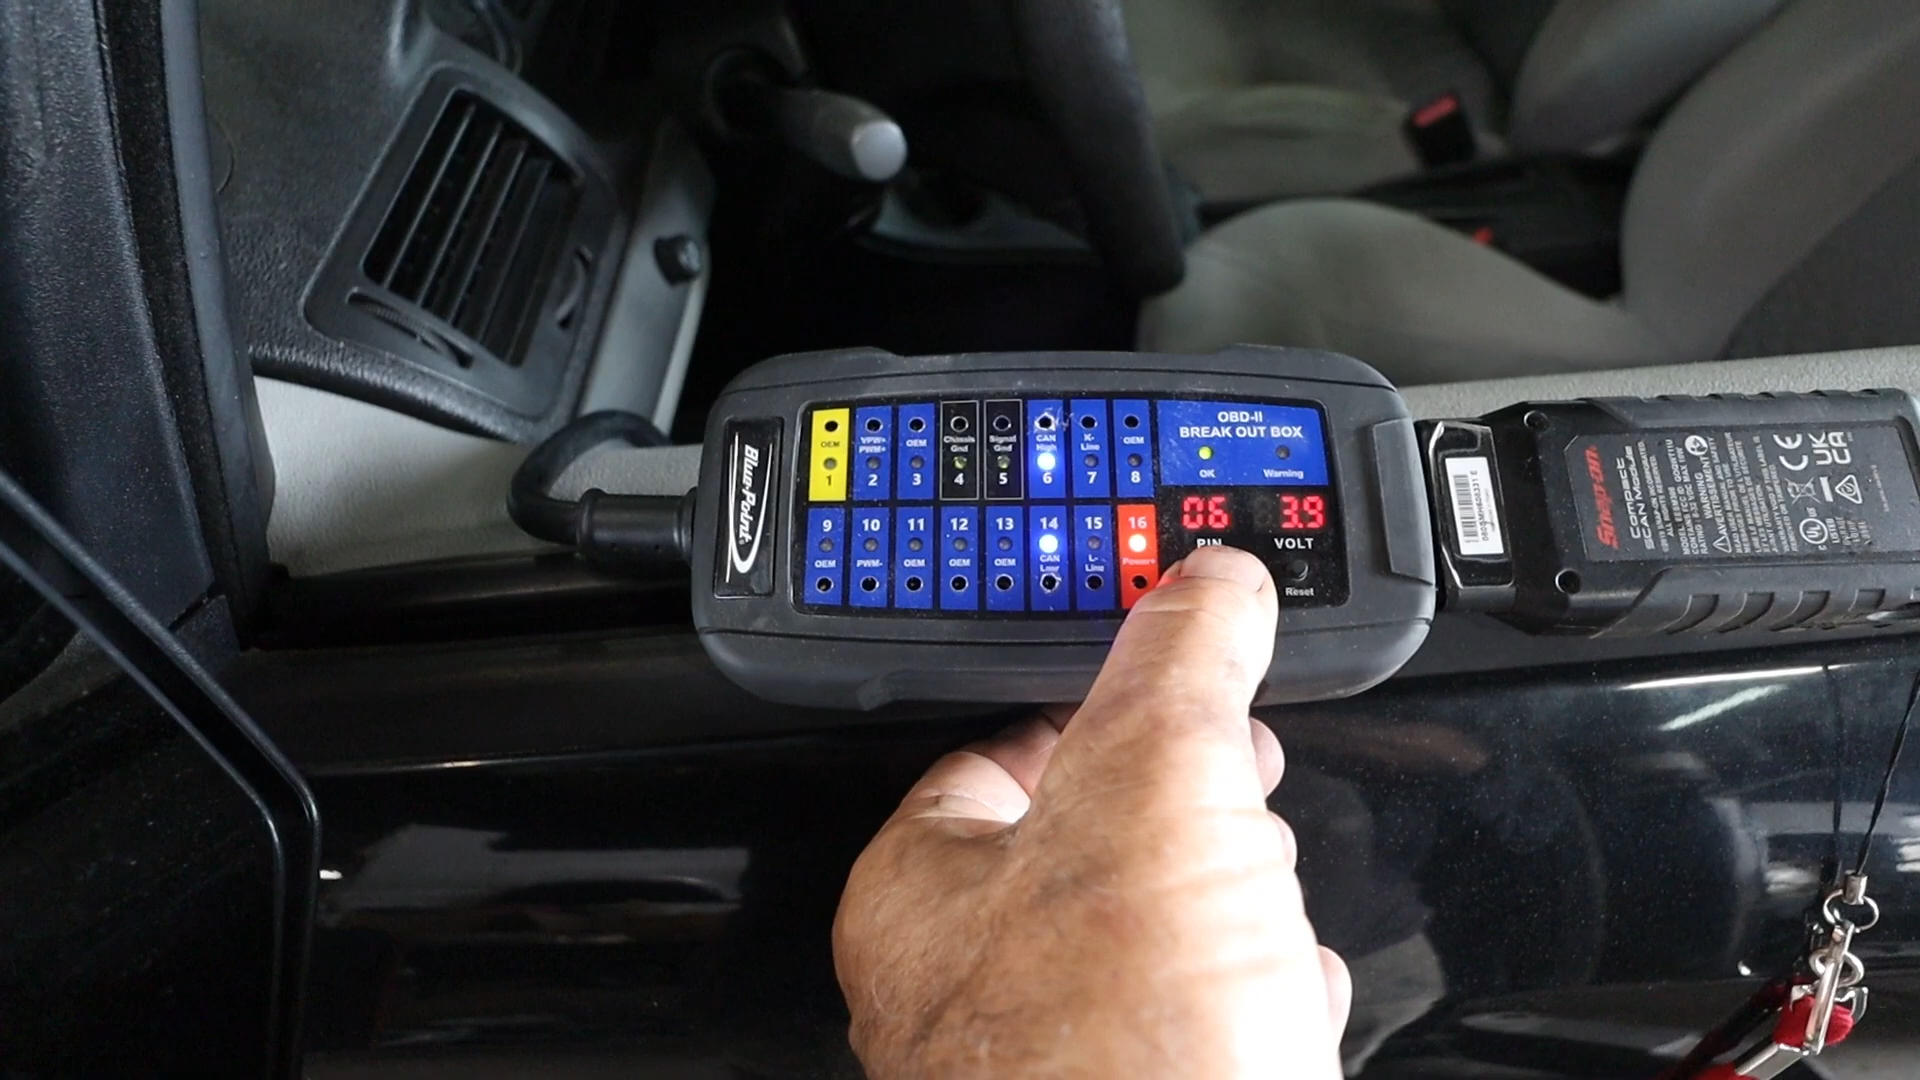 Blue-Point
OEM
1
VPW+
PWM+
2
OEM
3
Chassis
Gnd
4
Signal
Gnd
5
CAN
High
6
K-
Line
7
OEM
8
9
OEM
10
PWM-
11
OEM
12
OEM
13
OEM
14
CAN
Low
15
L-
Line
16
Power+
OBD-II
BREAK OUT BOX
OK
Warning
06
3.9
PIN
VOLT
Reset
Snap-on
COMPACT
SCAN Module
CE
UK
CA